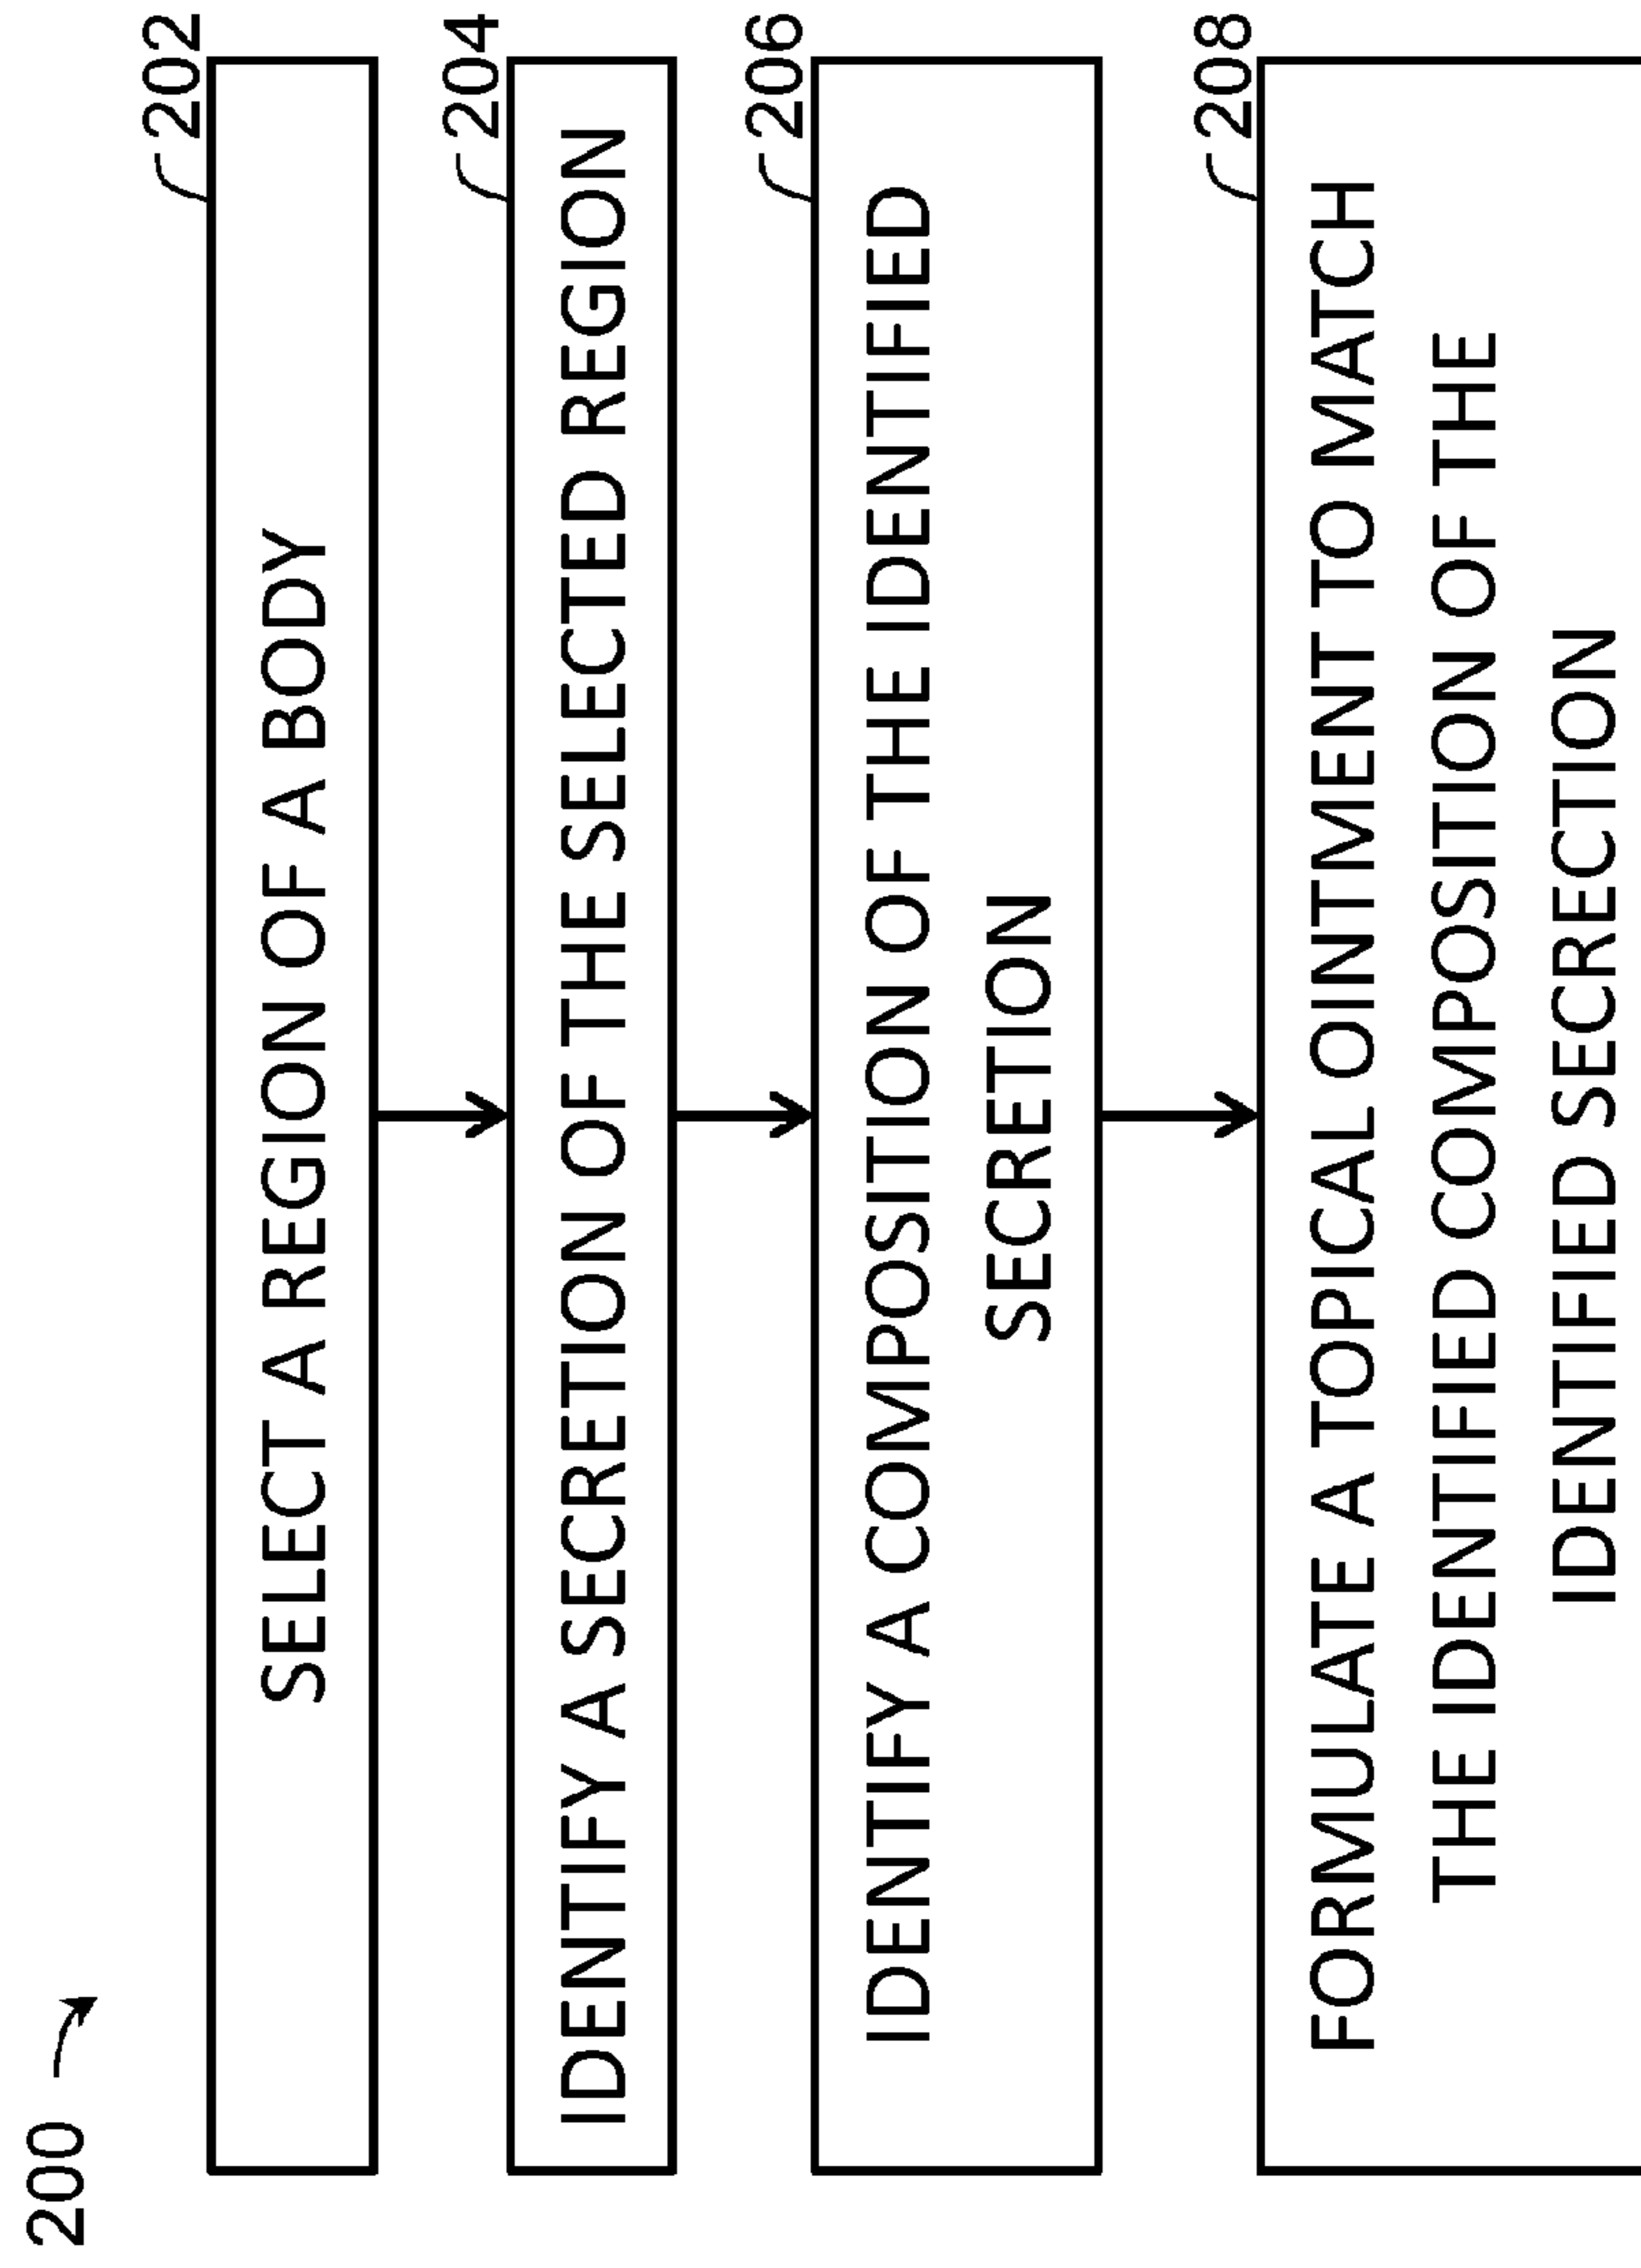 200
202
SELECT A REGION OF A BODY
204
IDENTIFY A SECRETION OF THE SELECTED REGION
206
IDENTIFY A COMPOSITION OF THE IDENTIFIED
SECRETION
208
FORMULATE A TOPICAL OINTMENT TO MATCH
THE IDENTIFIED COMPOSITION OF THE
IDENTIFIED SECRECTION